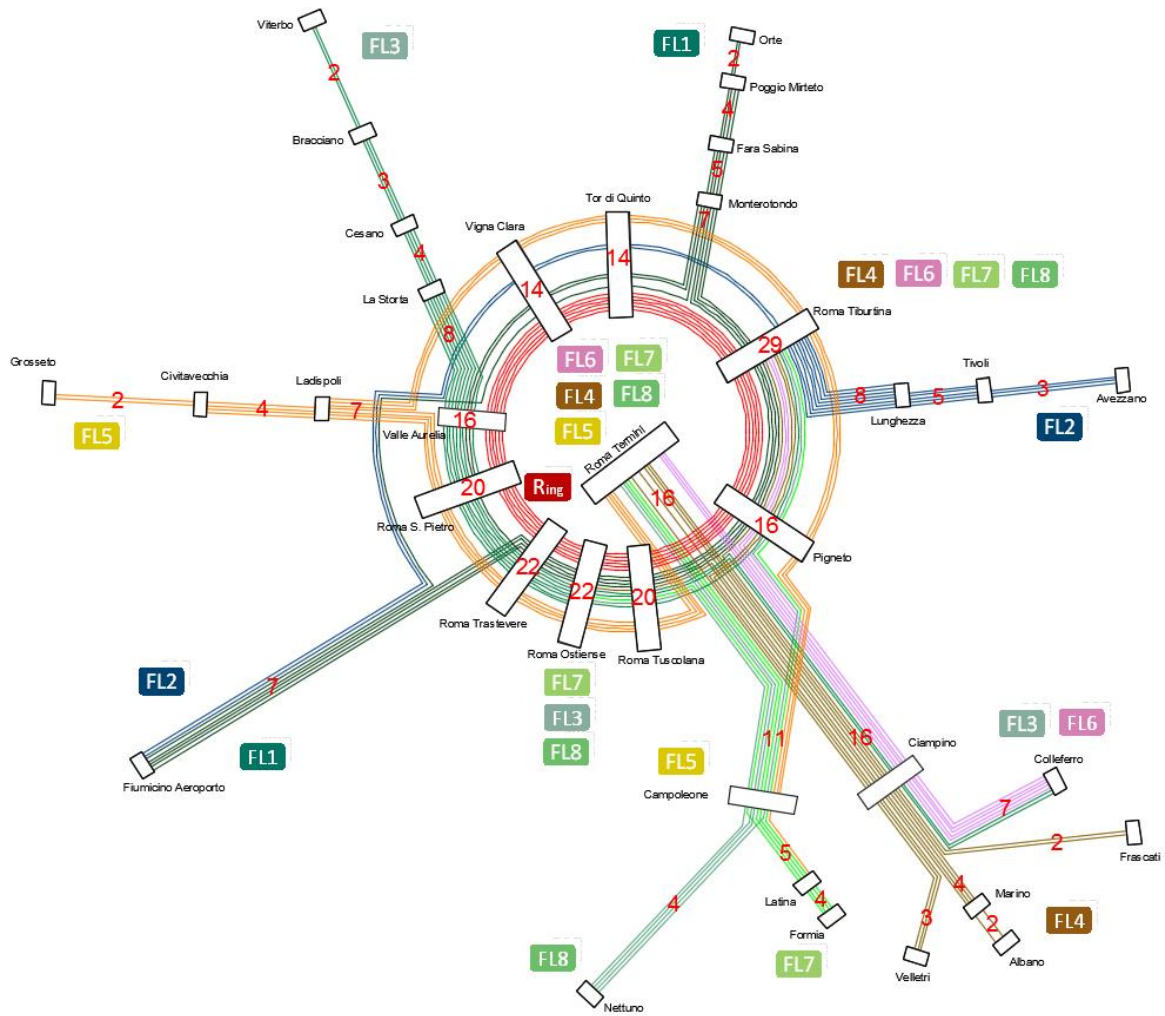 Viterbo
FL3
FL1
Orte
2
2
Poggio Mirteto
4
Bracciano
Fara Sabina
3
5
Tor di Quinto
Monterotondo
7
Cesano
Vigna Clara
4
14
14
FL4 FL6 FL7 FL8
La Storta
Roma Tiburtina
8
29
Grosseto
Civitavecchia
Ladispoli
FL6 FL7
FL4 FL8
FL5
Tivoli
2
4
7
8
5
3
Avezzano
Lunghezza
FL5
FL2
Valle Aurelia
16
Roma Termini
20
Ring
16
Roma S. Pietro
16
Pigneto
22
22
20
Roma Trastevere
Roma Ostiense
Roma Tuscolana
FL2
7
FL7
FL3
FL8
FL1
Fiumicino Aeroporto
FL5
11
16
Ciampino
FL3 FL6
Colleferro
Campoleone
7
2
Frascati
5
Latina
4
Formia
4
4
Marino
3
2
FL4
Velletri
Albano
FL8
FL7
Nettuno